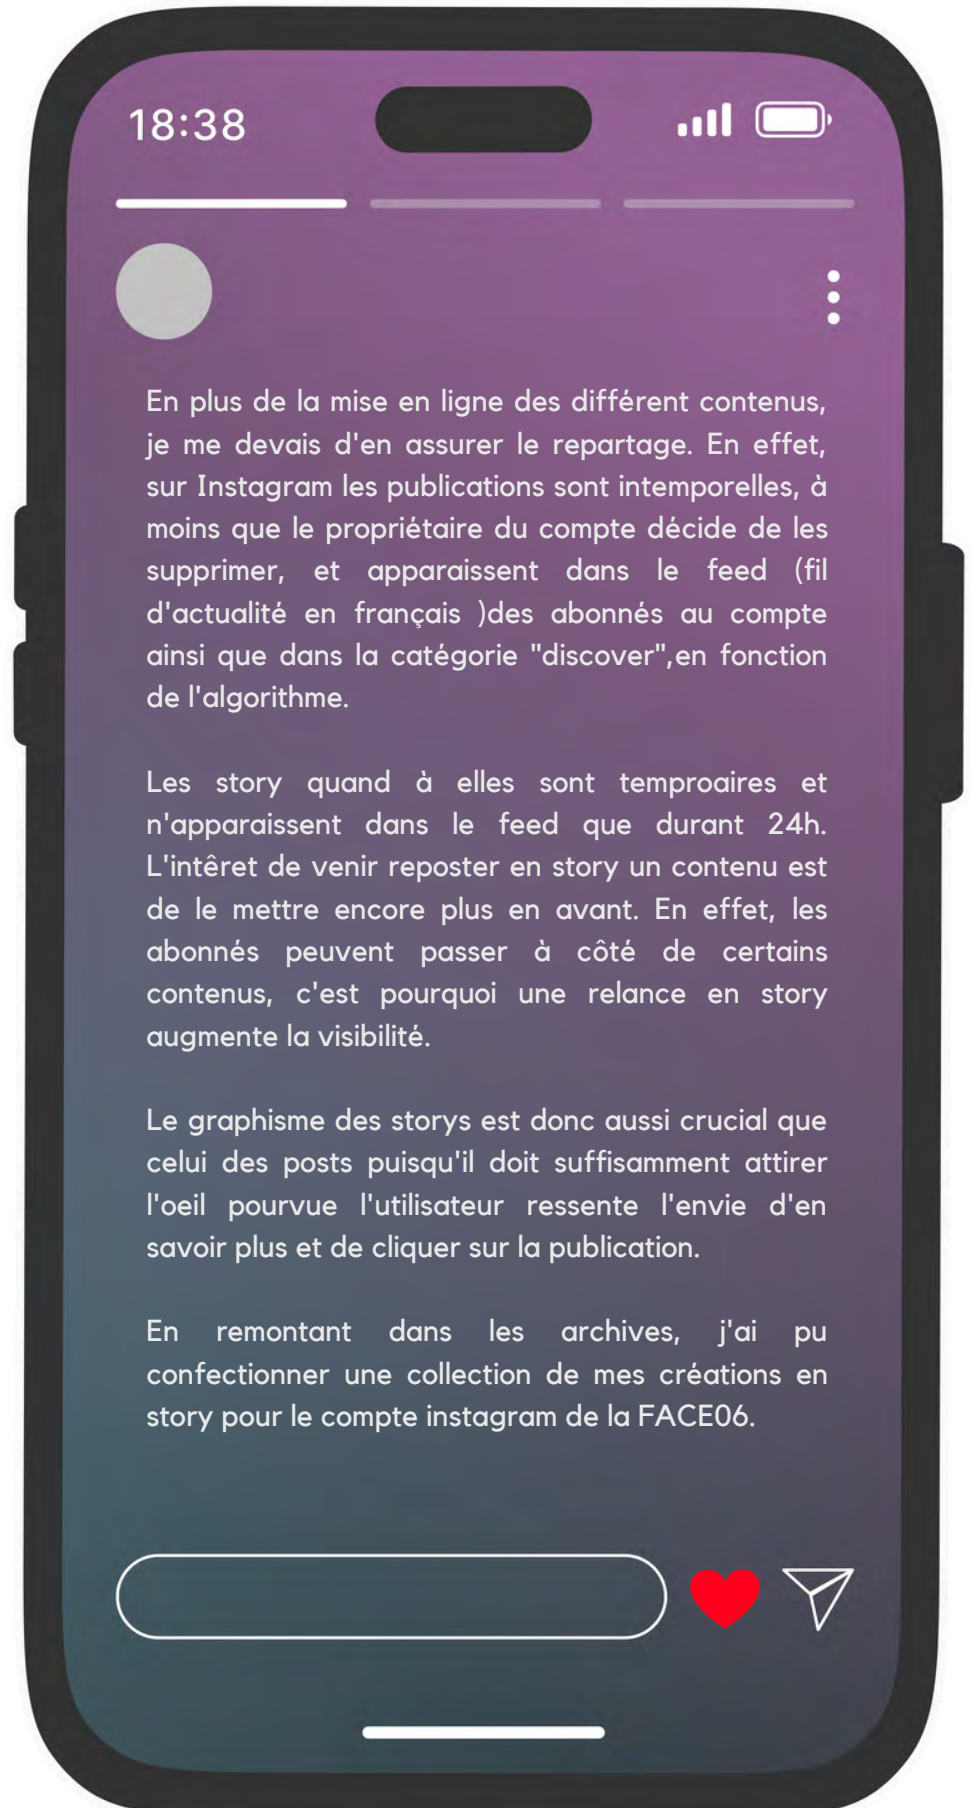 18:38
En plus de la mise en ligne des différent contenus,
je me devais d'en assurer le repartage. En effet,
sur Instagram les publications sont intemporelles, à
moins que le propriétaire du compte décide de les
supprimer, et apparaissent dans le feed (fil
d'actualité en français )des abonnés au compte
ainsi que dans la catégorie "discover",en fonction
de l'algorithme.
Les story quand à elles sont temproaires et
n'apparaissent dans le feed que durant 24h.
L'intêret de venir reposter en story un contenu est
de le mettre encore plus en avant. En effet, les
abonnés peuvent passer à côté de certains
contenus, c'est pourquoi une relance en story
augmente la visibilité.
Le graphisme des storys est donc aussi crucial que
celui des posts puisqu'il doit suffisamment attirer
l'oeil pourvue l'utilisateur ressente l'envie d'en
savoir plus et de cliquer sur la publication.
En remontant dans les archives, j'ai pu
confectionner une collection de mes créations en
story pour le compte instagram de la FACE06.